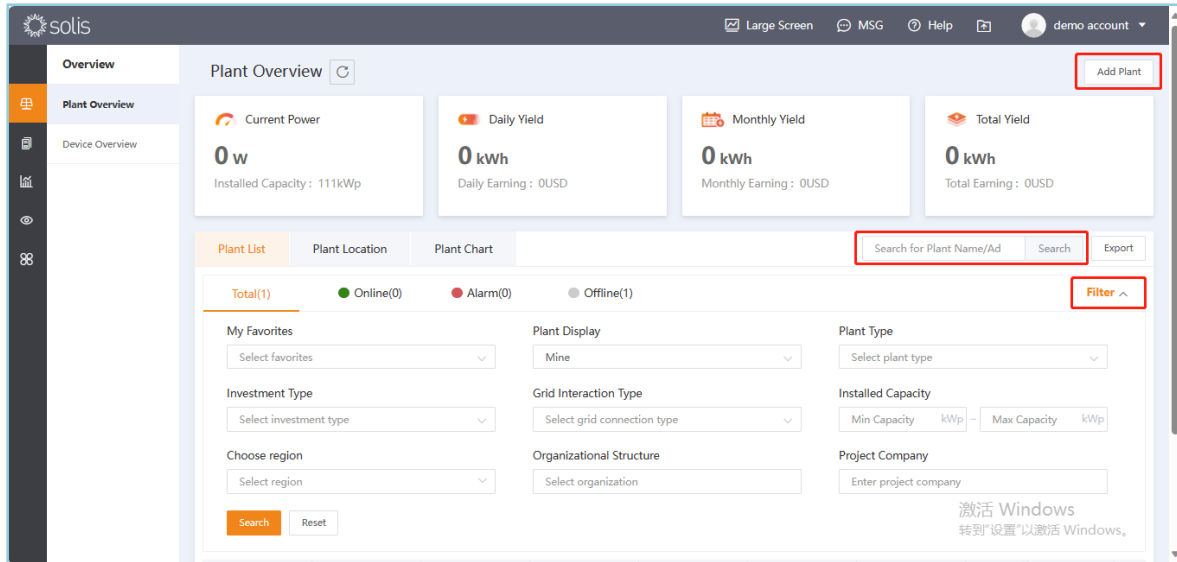 solis
Large Screen MSG Help demo account
Overview
Plant Overview
Device Overview
Plant Overview
Add Plant
Current Power
0 W
Installed Capacity : 111kWp
Daily Yield
0 kWh
Daily Earning : 0USD
Monthly Yield
0 kWh
Monthly Earning : 0USD
Total Yield
0 kWh
Total Earning : 0USD
Plant List Plant Location Plant Chart
Search for Plant Name/Ad Search Export
Total(1) Online(0) Alarm(0) Offline(1) Filter
My Favorites
Select favorites
Plant Display
Mine
Plant Type
Select plant type
Investment Type
Select investment type
Grid Interaction Type
Select grid connection type
Installed Capacity
Min Capacity kWp – Max Capacity kWp
Choose region
Select region
Organizational Structure
Select organization
Project Company
Enter project company
Search Reset
激活 Windows
转到"设置"以激活 Windows。